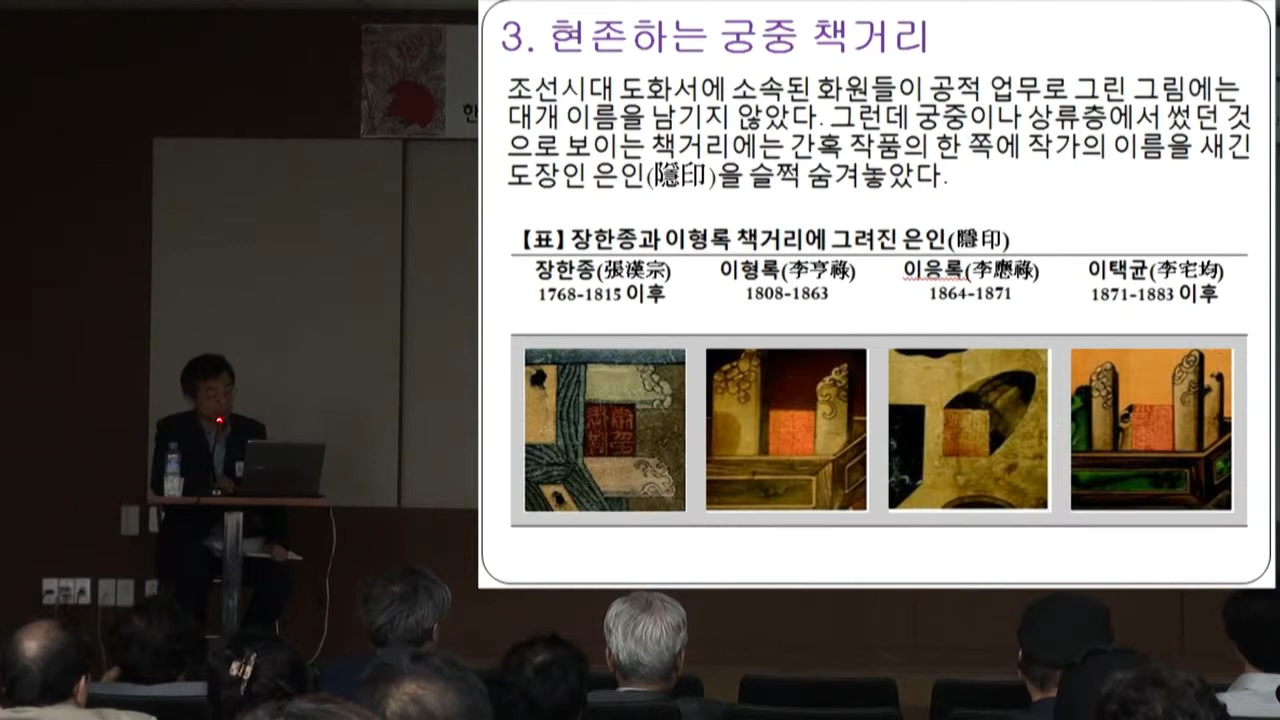 한
3. 현존하는 궁중 책거리
조선시대 도화서에 소속된 화원들이 공적 업무로 그린 그림에는
대개 이름을 남기지 않았다. 그런데 궁중이나 상류층에서 썼던 것
으로 보이는 책거리에는 간혹 작품의 한 쪽에 작가의 이름을 새긴
도장인 은인(隱印)을 슬쩍 숨겨놓았다.
【표】 장한종과 이형록 책거리에 그려진 은인(隱印)
장한종(張漢宗) 이형록(李亨祿) 이응록(李應祿) 이택균(李宅均)
1768-1815 이후 1808-1863 1864-1871 1871-1883 이후